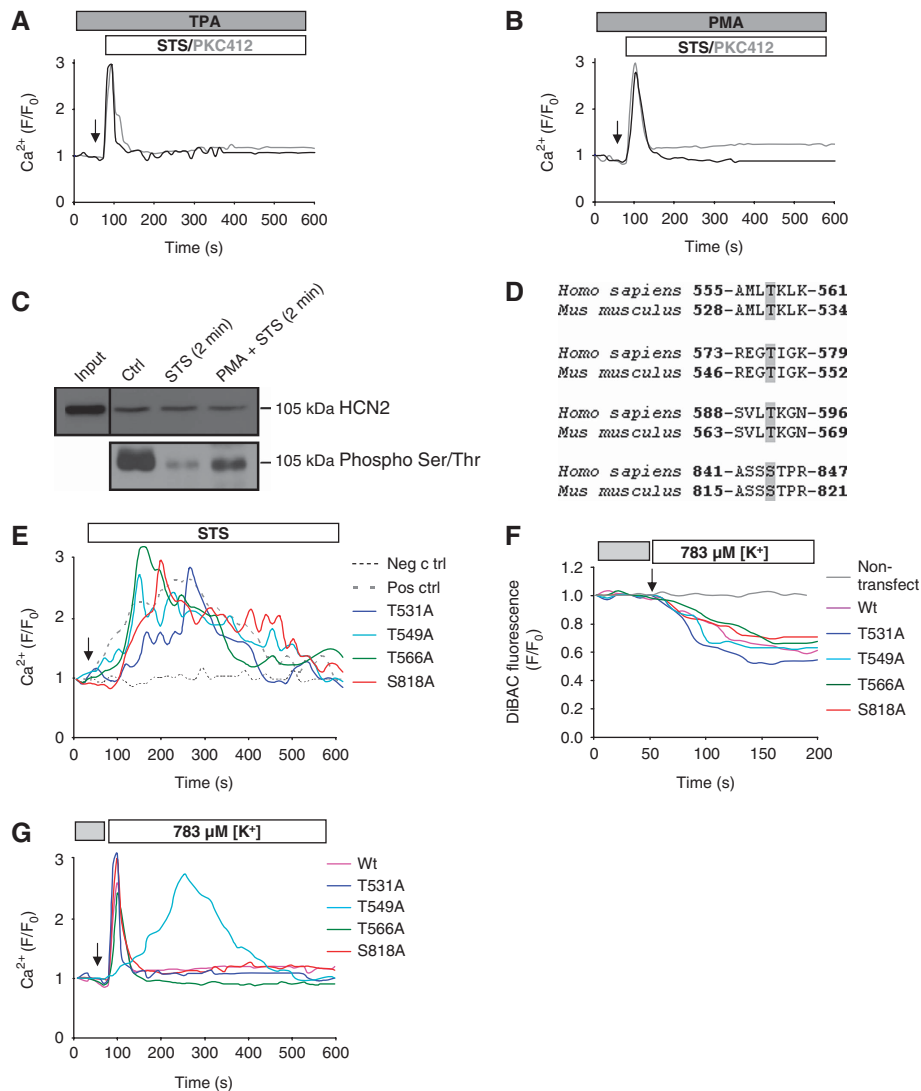 A
TPA
STS/PKC412
Ca2+ (F/F0)
3
2
1
0
0 100 200 300 400 500 600
Time (s)
B
PMA
STS/PKC412
Ca2+ (F/F0)
3
2
1
0
0 100 200 300 400 500 600
Time (s)
C
Input
Ctrl
STS (2 min)
PMA + STS (2 min)
105 kDa HCN2
105 kDa Phospho Ser/Thr
D
Homo sapiens 555-AMLTKLK-561
Mus musculus 528-AMLTKLK-534
Homo sapiens 573-REGTIGK-579
Mus musculus 546-REGTIGK-552
Homo sapiens 588-SVLTKGN-596
Mus musculus 563-SVLTKGN-569
Homo sapiens 841-ASSSTPR-847
Mus musculus 815-ASSSTPR-821
E
STS
Ca2+ (F/F0)
3
2
1
0
0 100 200 300 400 500 600
Time (s)
Neg c trl
Pos ctrl
T531A
T549A
T566A
S818A
F
783 µM [K+]
DiBAC fluorescence
(F/F0)
1.2
1.0
0.8
0.6
0.4
0.2
0.0
0 50 100 150 200
Time (s)
Non-
transfect
Wt
T531A
T549A
T566A
S818A
G
783 µM [K+]
Ca2+ (F/F0)
3
2
1
0
0 100 200 300 400 500 600
Time (s)
Wt
T531A
T549A
T566A
S818A